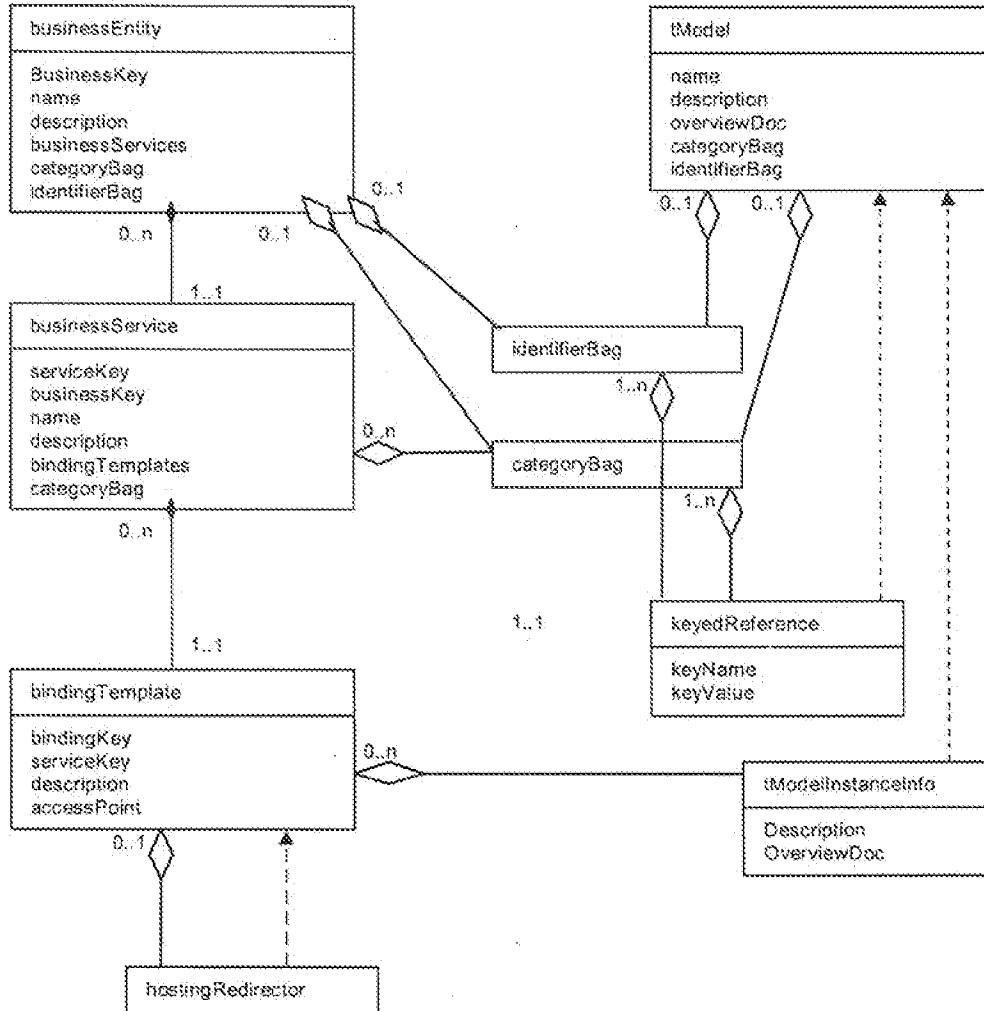 businessEntity
BusinessKey
name
description
businessServices
categoryBag
identifierBag
0..n
0..1
0..1
tModel
name
description
overviewDoc
categoryBag
identifierBag
0..1
0..1
1..1
businessService
serviceKey
businessKey
name
description
bindingTemplates
categoryBag
0..n
0..n
identifierBag
1..n
categoryBag
1..n
1..1
keyedReference
keyName
keyValue
1..1
bindingTemplate
bindingKey
serviceKey
description
accessPoint
0..n
0..1
tModelInstanceInfo
Description
OverviewDoc
hostingRedirector